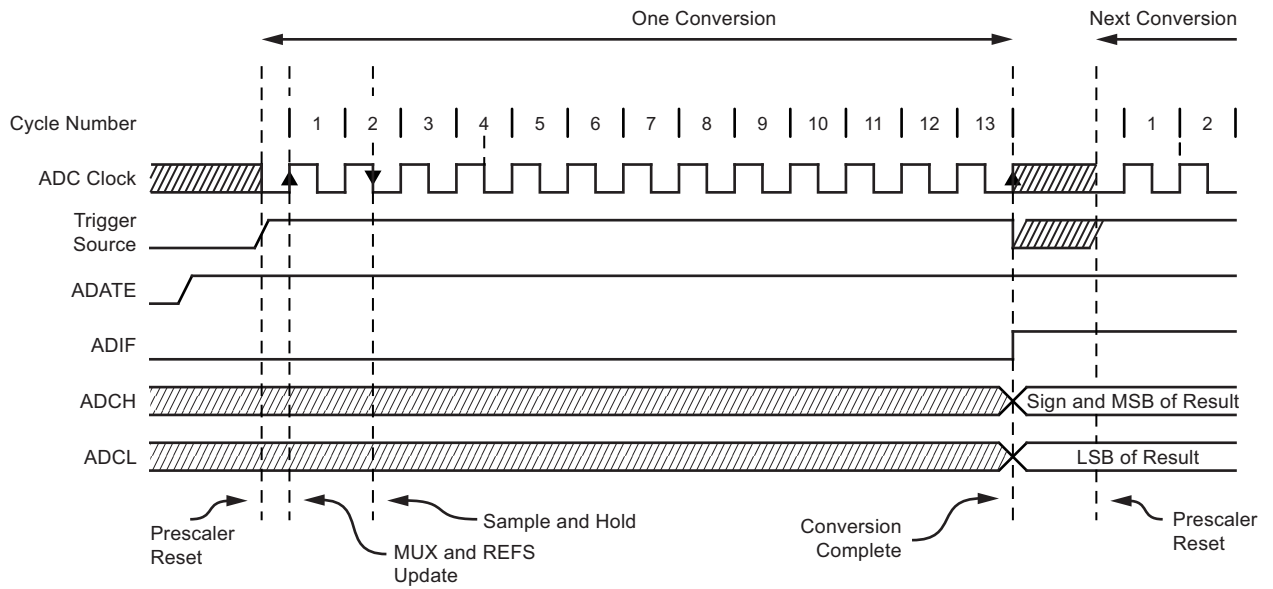 One Conversion Next Conversion
Cycle Number 1 2 3 4 5 6 7 8 9 10 11 12 13 1 2
ADC Clock
Trigger
Source
ADATE
ADIF
ADCH Sign and MSB of Result
ADCL LSB of Result
Prescaler
Reset
MUX and REFS
Update
Sample and Hold
Conversion
Complete
Prescaler
Reset